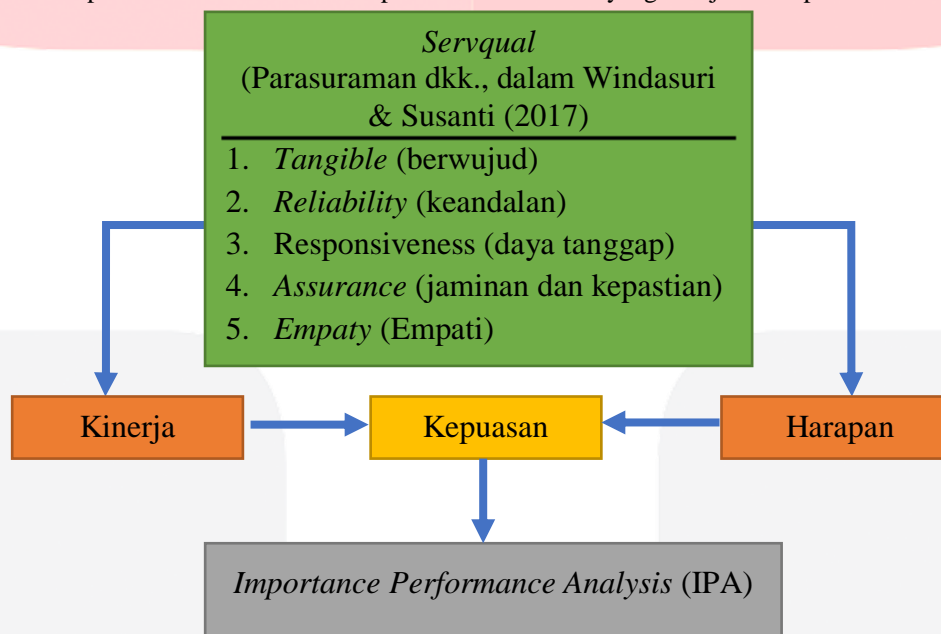 Servqual
(Parasuraman dkk., dalam Windasuri
& Susanti (2017)
1. Tangible (berwujud)
2. Reliability (keandalan)
3. Responsiveness (daya tanggap)
4. Assurance (jaminan dan kepastian)
5. Empaty (Empati)
Kinerja
Kepuasan
Harapan
Importance Performance Analysis (IPA)